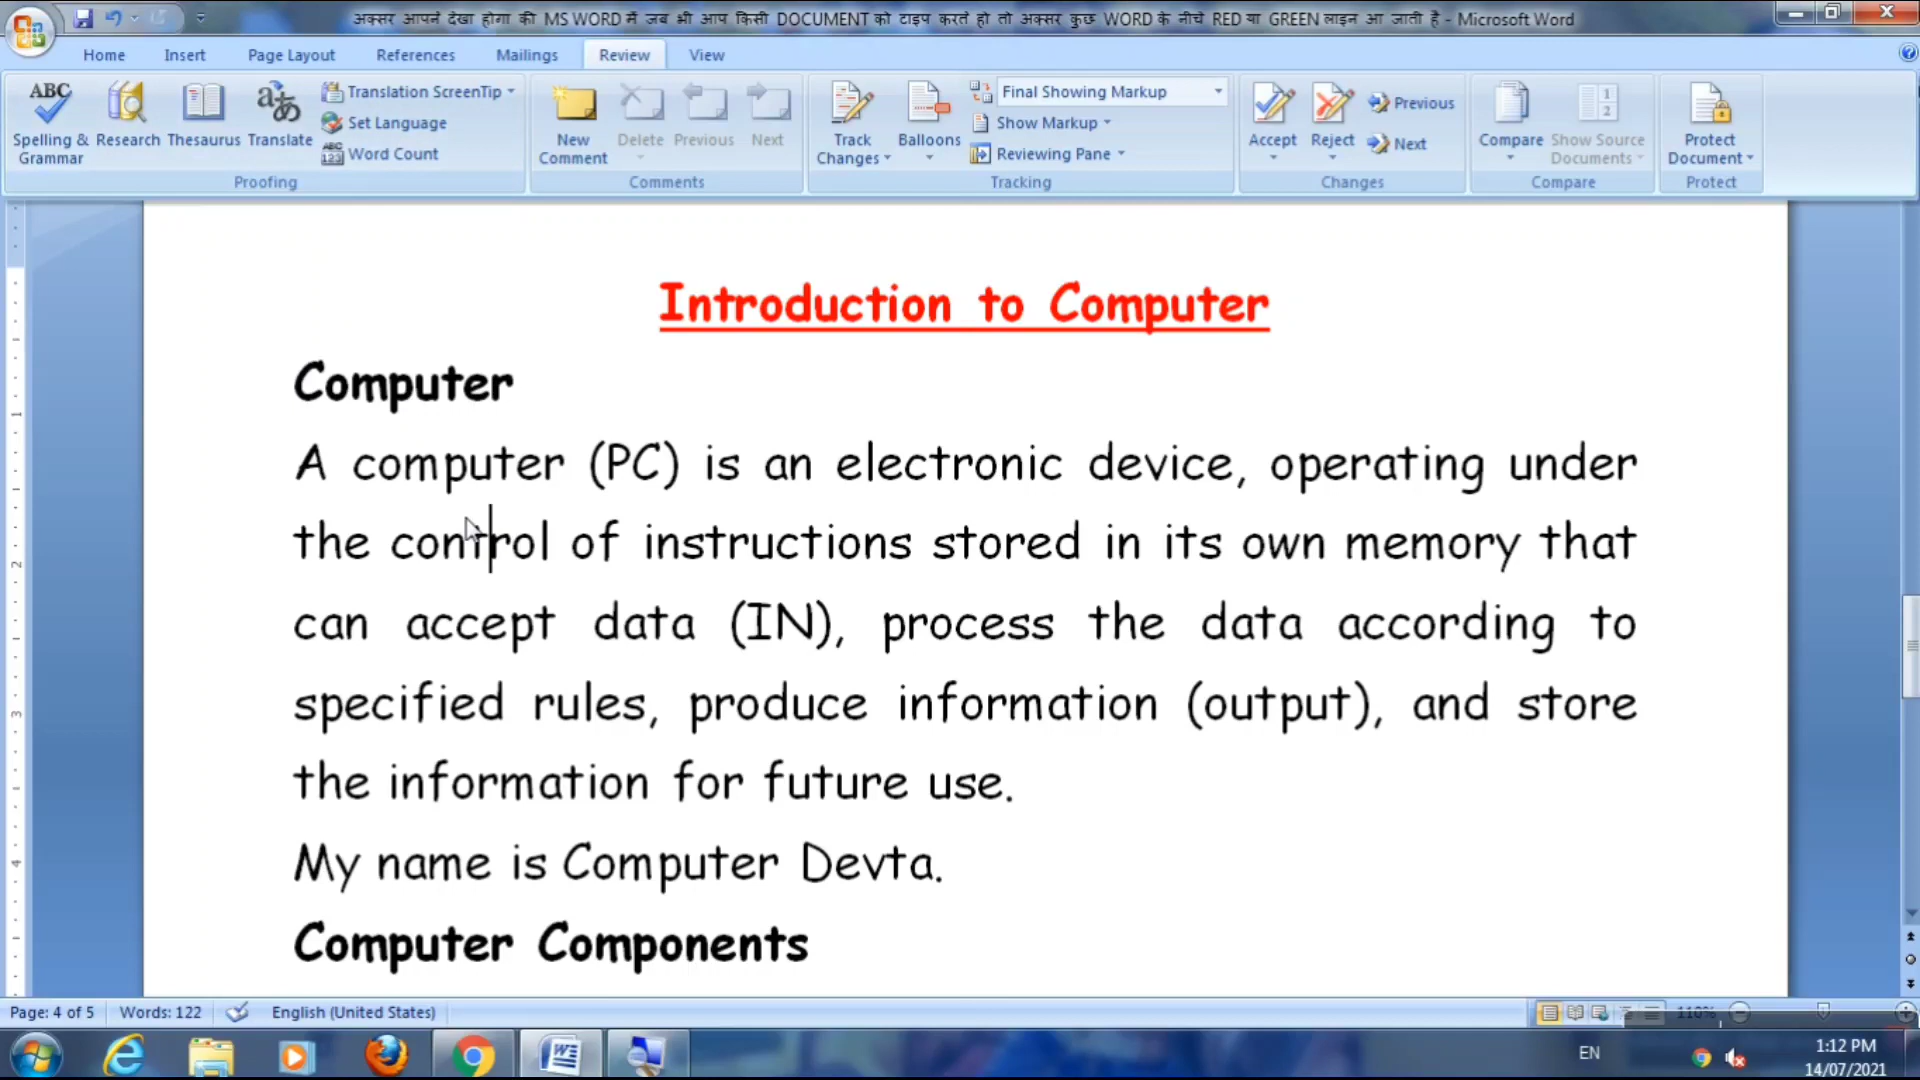 अक्सर आपने देखा होगा की MS WORD मैं जब भी आप किसी DOCUMENT को टाइप करते हो तो अक्सर कुछ WORD के नीचे RED या GREEN लाइन आ जाती है - Microsoft Word
Home Insert Page Layout References Mailings Review View
ABC
Spelling & Grammar
Research
Thesaurus
Translate
Translation ScreenTip
Set Language
ABC
123
Word Count
Proofing
New Comment
Delete
Previous
Next
Comments
Track Changes
Balloons
Final Showing Markup
Show Markup
Reviewing Pane
Tracking
Accept
Reject
Previous
Next
Changes
Compare
Show Source Documents
Compare
Protect Document
Protect
Introduction to Computer
Computer
A computer (PC) is an electronic device, operating under
the control of instructions stored in its own memory that
can accept data (IN), process the data according to
specified rules, produce information (output), and store
the information for future use.
My name is Computer Devta.
Computer Components
Page: 4 of 5 Words: 122 English (United States) 110%
EN
1:12 PM
14/07/2021